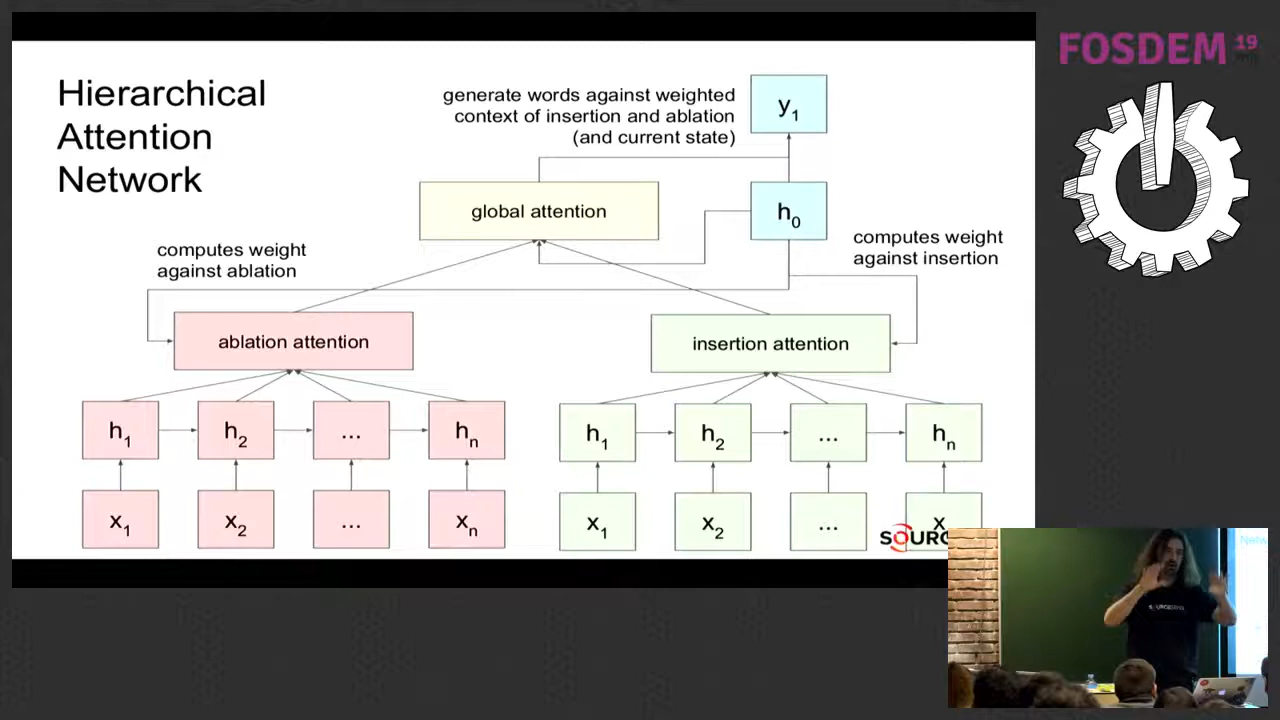 Hierarchical
Attention
Network
generate words against weighted
context of insertion and ablation
(and current state)
y1
global attention
h0
computes weight
against ablation
computes weight
against insertion
ablation attention
insertion attention
h1
h2
...
hn
h1
h2
...
hn
x1
x2
...
xn
x1
x2
...
x
SOURC
FOSDEM 19